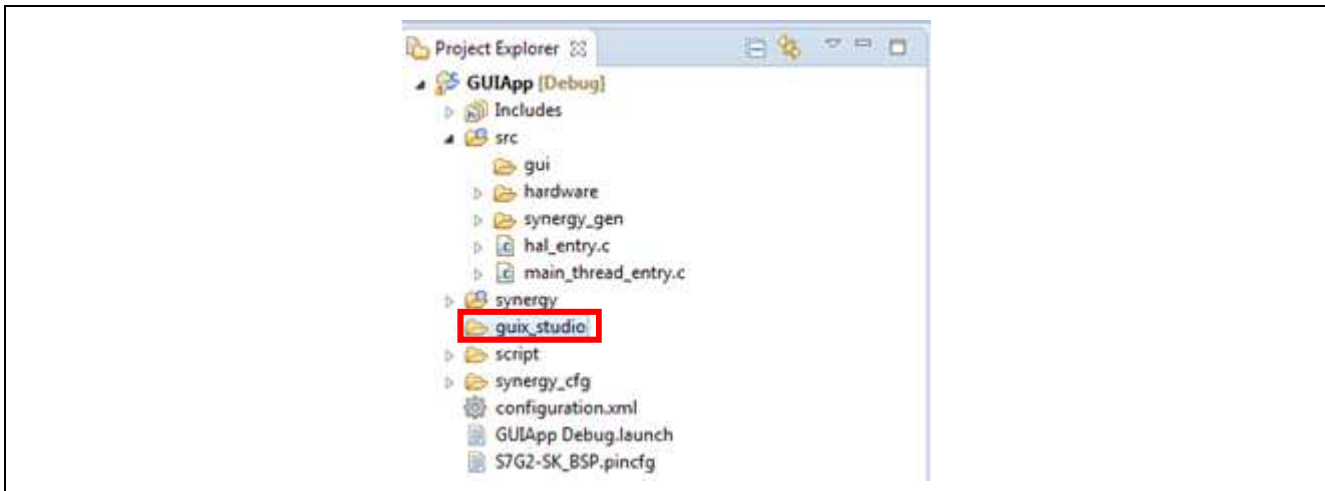 Project Explorer
GUIApp [Debug]
Includes
src
gui
hardware
synergy_gen
hal_entry.c
main_thread_entry.c
synergy
guix_studio
script
synergy_cfg
configuration.xml
GUIApp Debug.launch
S7G2-SK_BSP.pincfg